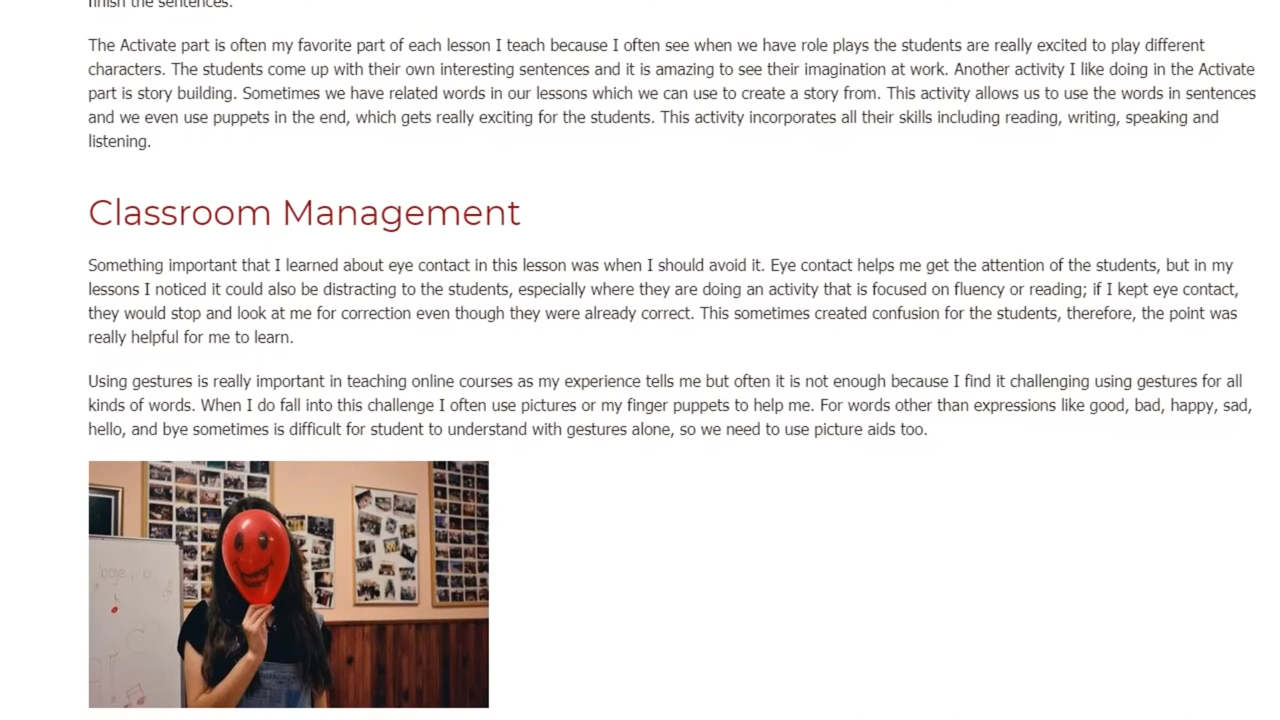 finish the sentences.
The Activate part is often my favorite part of each lesson I teach because I often see when we have role plays the students are really excited to play different
characters. The students come up with their own interesting sentences and it is amazing to see their imagination at work. Another activity I like doing in the Activate
part is story building. Sometimes we have related words in our lessons which we can use to create a story from. This activity allows us to use the words in sentences
and we even use puppets in the end, which gets really exciting for the students. This activity incorporates all their skills including reading, writing, speaking and
listening.
Classroom Management
Something important that I learned about eye contact in this lesson was when I should avoid it. Eye contact helps me get the attention of the students, but in my
lessons I noticed it could also be distracting to the students, especially where they are doing an activity that is focused on fluency or reading; if I kept eye contact,
they would stop and look at me for correction even though they were already correct. This sometimes created confusion for the students, therefore, the point was
really helpful for me to learn.
Using gestures is really important in teaching online courses as my experience tells me but often it is not enough because I find it challenging using gestures for all
kinds of words. When I do fall into this challenge I often use pictures or my finger puppets to help me. For words other than expressions like good, bad, happy, sad,
hello, and bye sometimes is difficult for student to understand with gestures alone, so we need to use picture aids too.